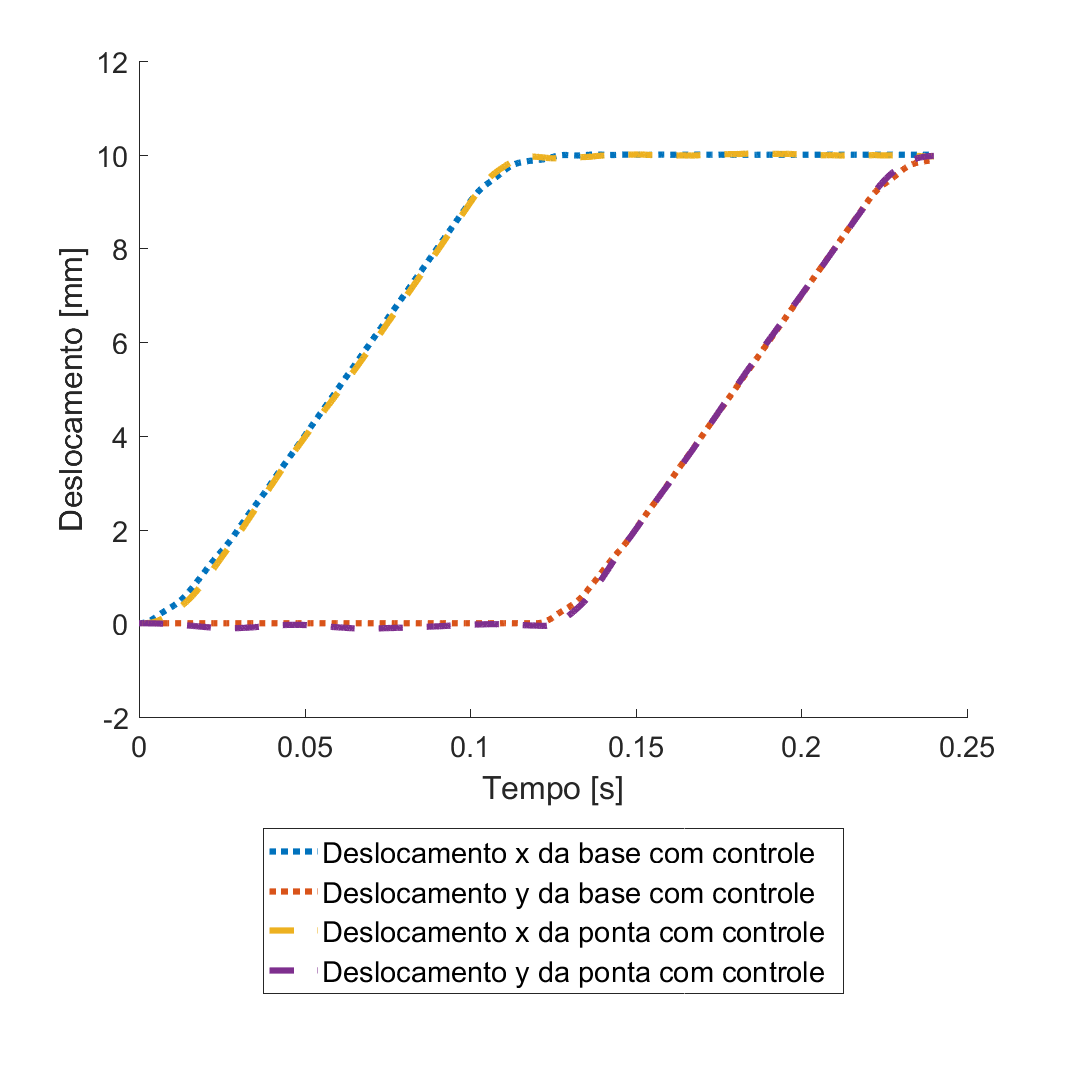 12
10
8
6
4
2
0
-2
Deslocamento [mm]
0 0.05 0.1 0.15 0.2 0.25
Tempo [s]
Deslocamento x da base com controle
Deslocamento y da base com controle
Deslocamento x da ponta com controle
Deslocamento y da ponta com controle